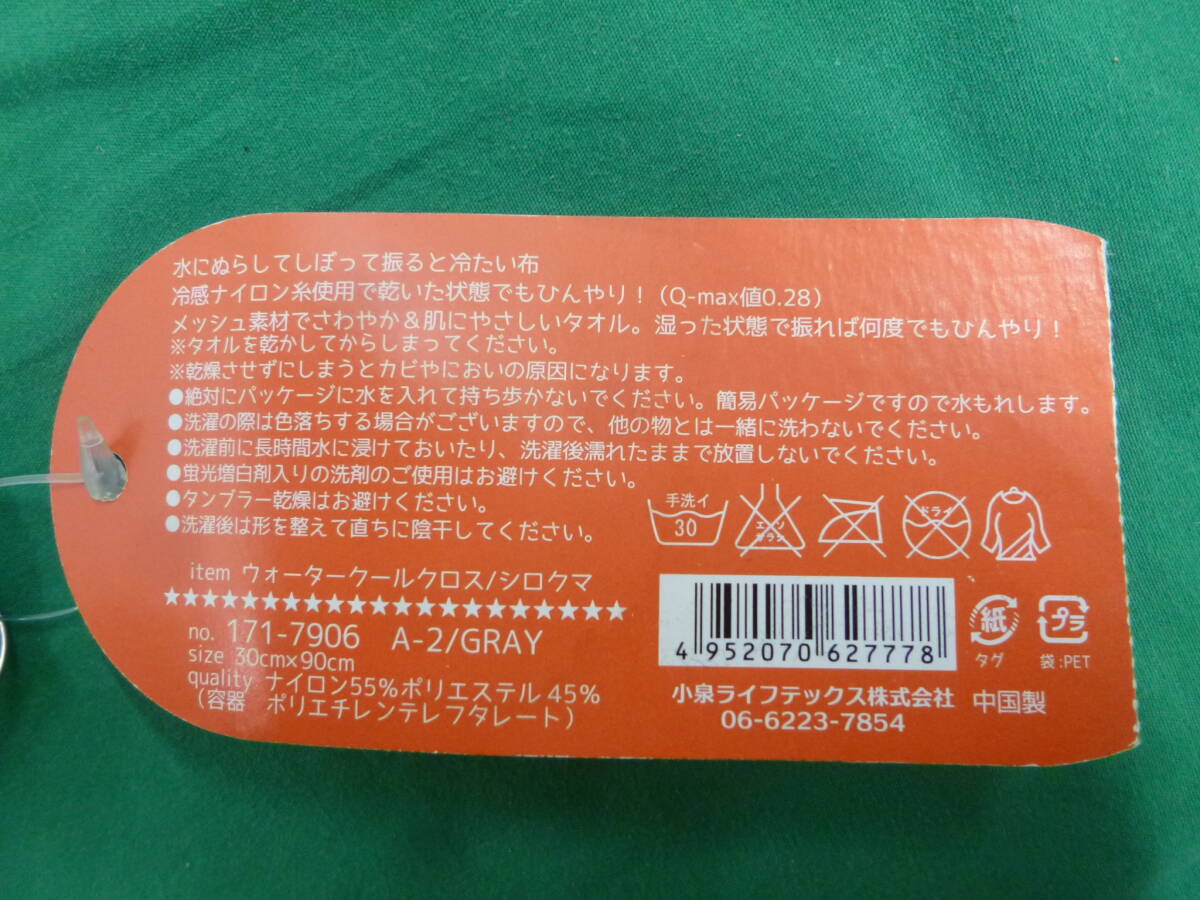 水にぬらしてしぼって振ると冷たい布
冷感ナイロン糸使用で乾いた状態でもひんやり！（Q-max値0.28）
メッシュ素材でさわやか＆肌にやさしいタオル。湿った状態で振れば何度でもひんやり！
※タオルを乾かしてからしまってください。
※乾燥させずにしまうとカビやにおいの原因になります。
●絶対にパッケージに水を入れて持ち歩かないでください。簡易パッケージですので水もれします。
●洗濯の際は色落ちする場合がございますので、他の物とは一緒に洗わないでください。
●洗濯前に長時間水に浸けておいたり、洗濯後濡れたままで放置しないでください。
●蛍光増白剤入りの洗剤のご使用はお避けください。
●タンブラー乾燥はお避けください。
●洗濯後は形を整えて直ちに陰干してください。
手洗イ
30
エンソ
サラシ
ドライ
item ウォータークールクロス/シロクマ
★★★★★★★★★★★★★★★★★★★★★★★★
no. 171-7906 A-2/GRAY
size 30cm×90cm
quality ナイロン55%ポリエステル45%
（容器 ポリエチレンテレフタレート）
4 952070 627778
紙
タグ
プラ
袋:PET
小泉ライフテックス株式会社 中国製
06-6223-7854